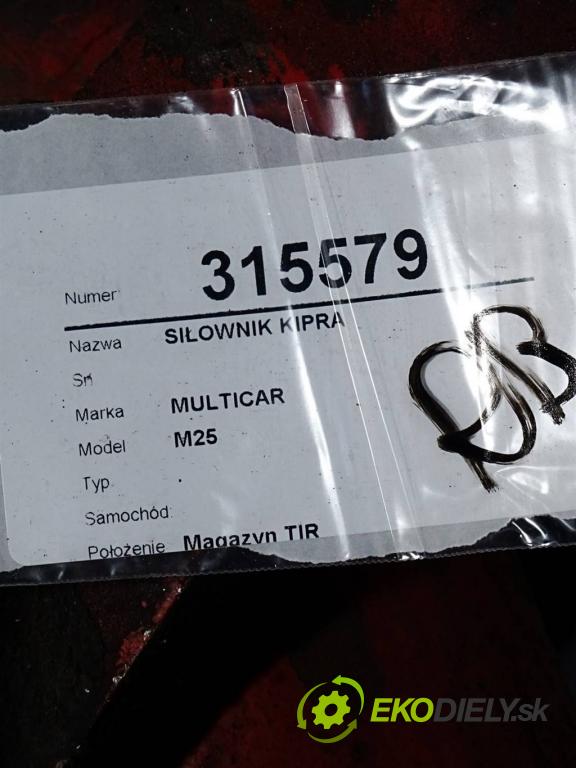 Numer 315579
Nazwa SIŁOWNIK KIPRA
Sn
Marka MULTICAR
Model M25
Typ
Samochód:
Położenie Magazyn TIR
EKODIELY.sk